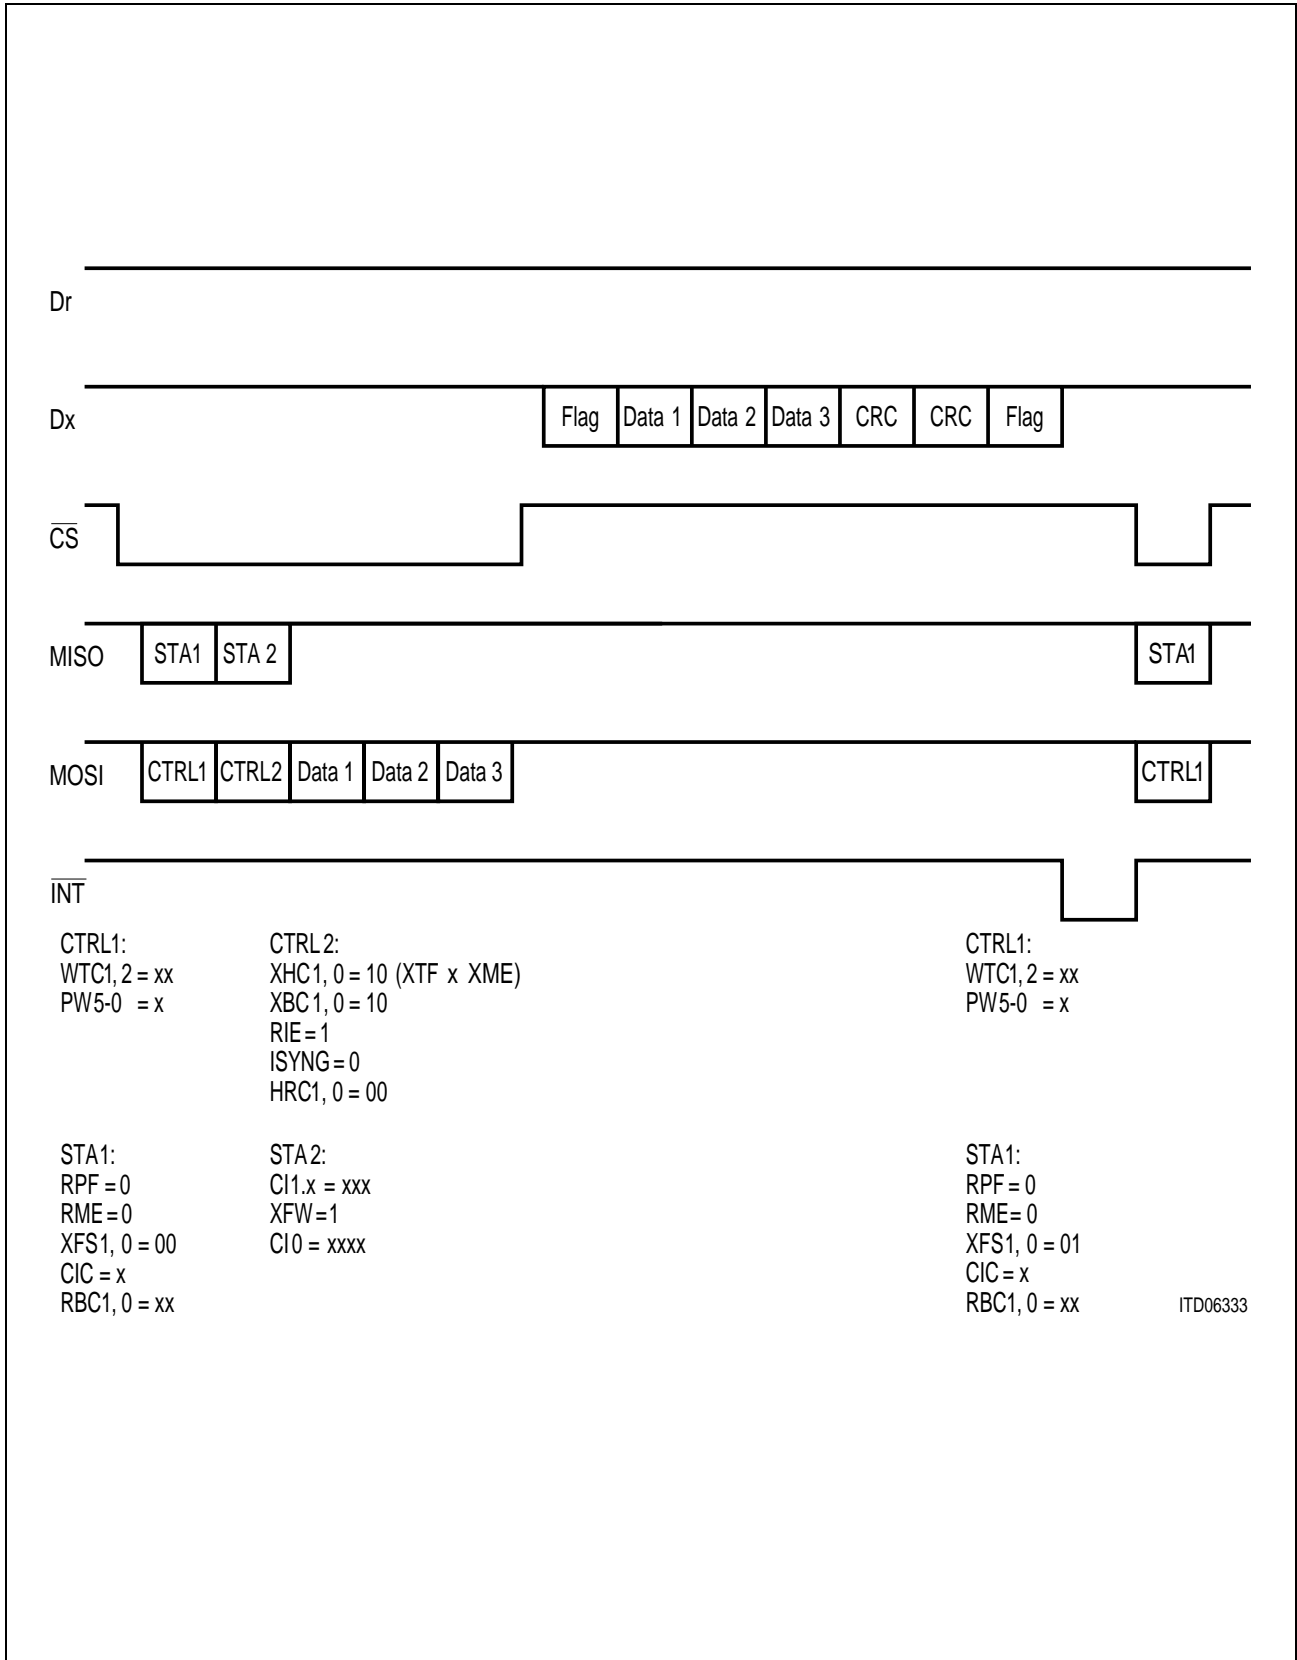 Dr
Dx
Flag Data 1 Data 2 Data 3 CRC CRC Flag
CS
MISO
STA1 STA 2 STA1
MOSI
CTRL1 CTRL2 Data 1 Data 2 Data 3 CTRL1
INT
CTRL1:
WTC1, 2 = xx
PW5-0 = x
CTRL 2:
XHC1, 0 = 10 (XTF x XME)
XBC1, 0 = 10
RIE = 1
ISYNG = 0
HRC1, 0 = 00
CTRL1:
WTC1, 2 = xx
PW5-0 = x
STA1:
RPF = 0
RME = 0
XFS1, 0 = 00
CIC = x
RBC1, 0 = xx
STA 2:
CI1.x = xxx
XFW = 1
CI0 = xxxx
STA1:
RPF = 0
RME = 0
XFS1, 0 = 01
CIC = x
RBC1, 0 = xx
ITD06333